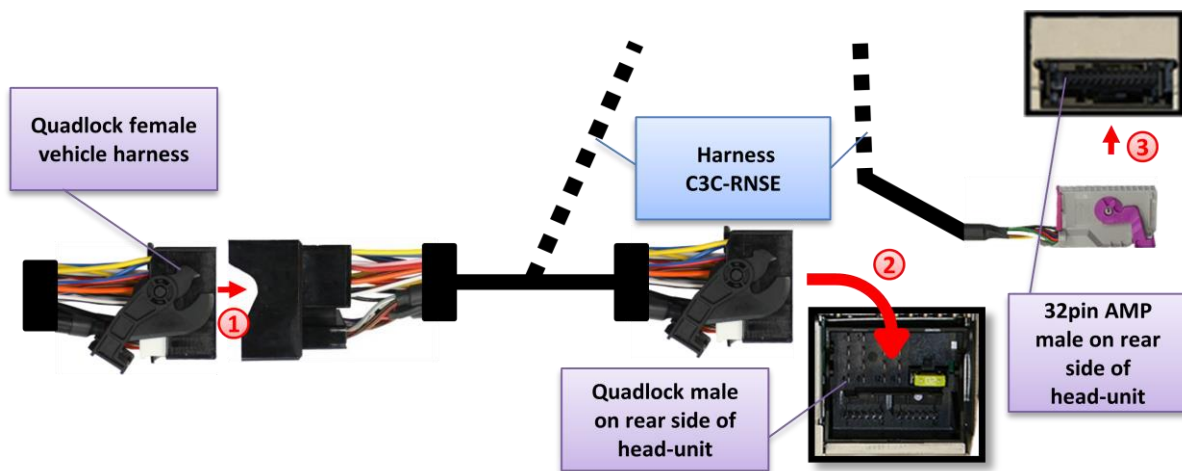 Quadlock female
vehicle harness
1
Harness
C3C-RNSE
2
Quadlock male
on rear side of
head-unit
3
32pin AMP
male on rear
side of
head-unit